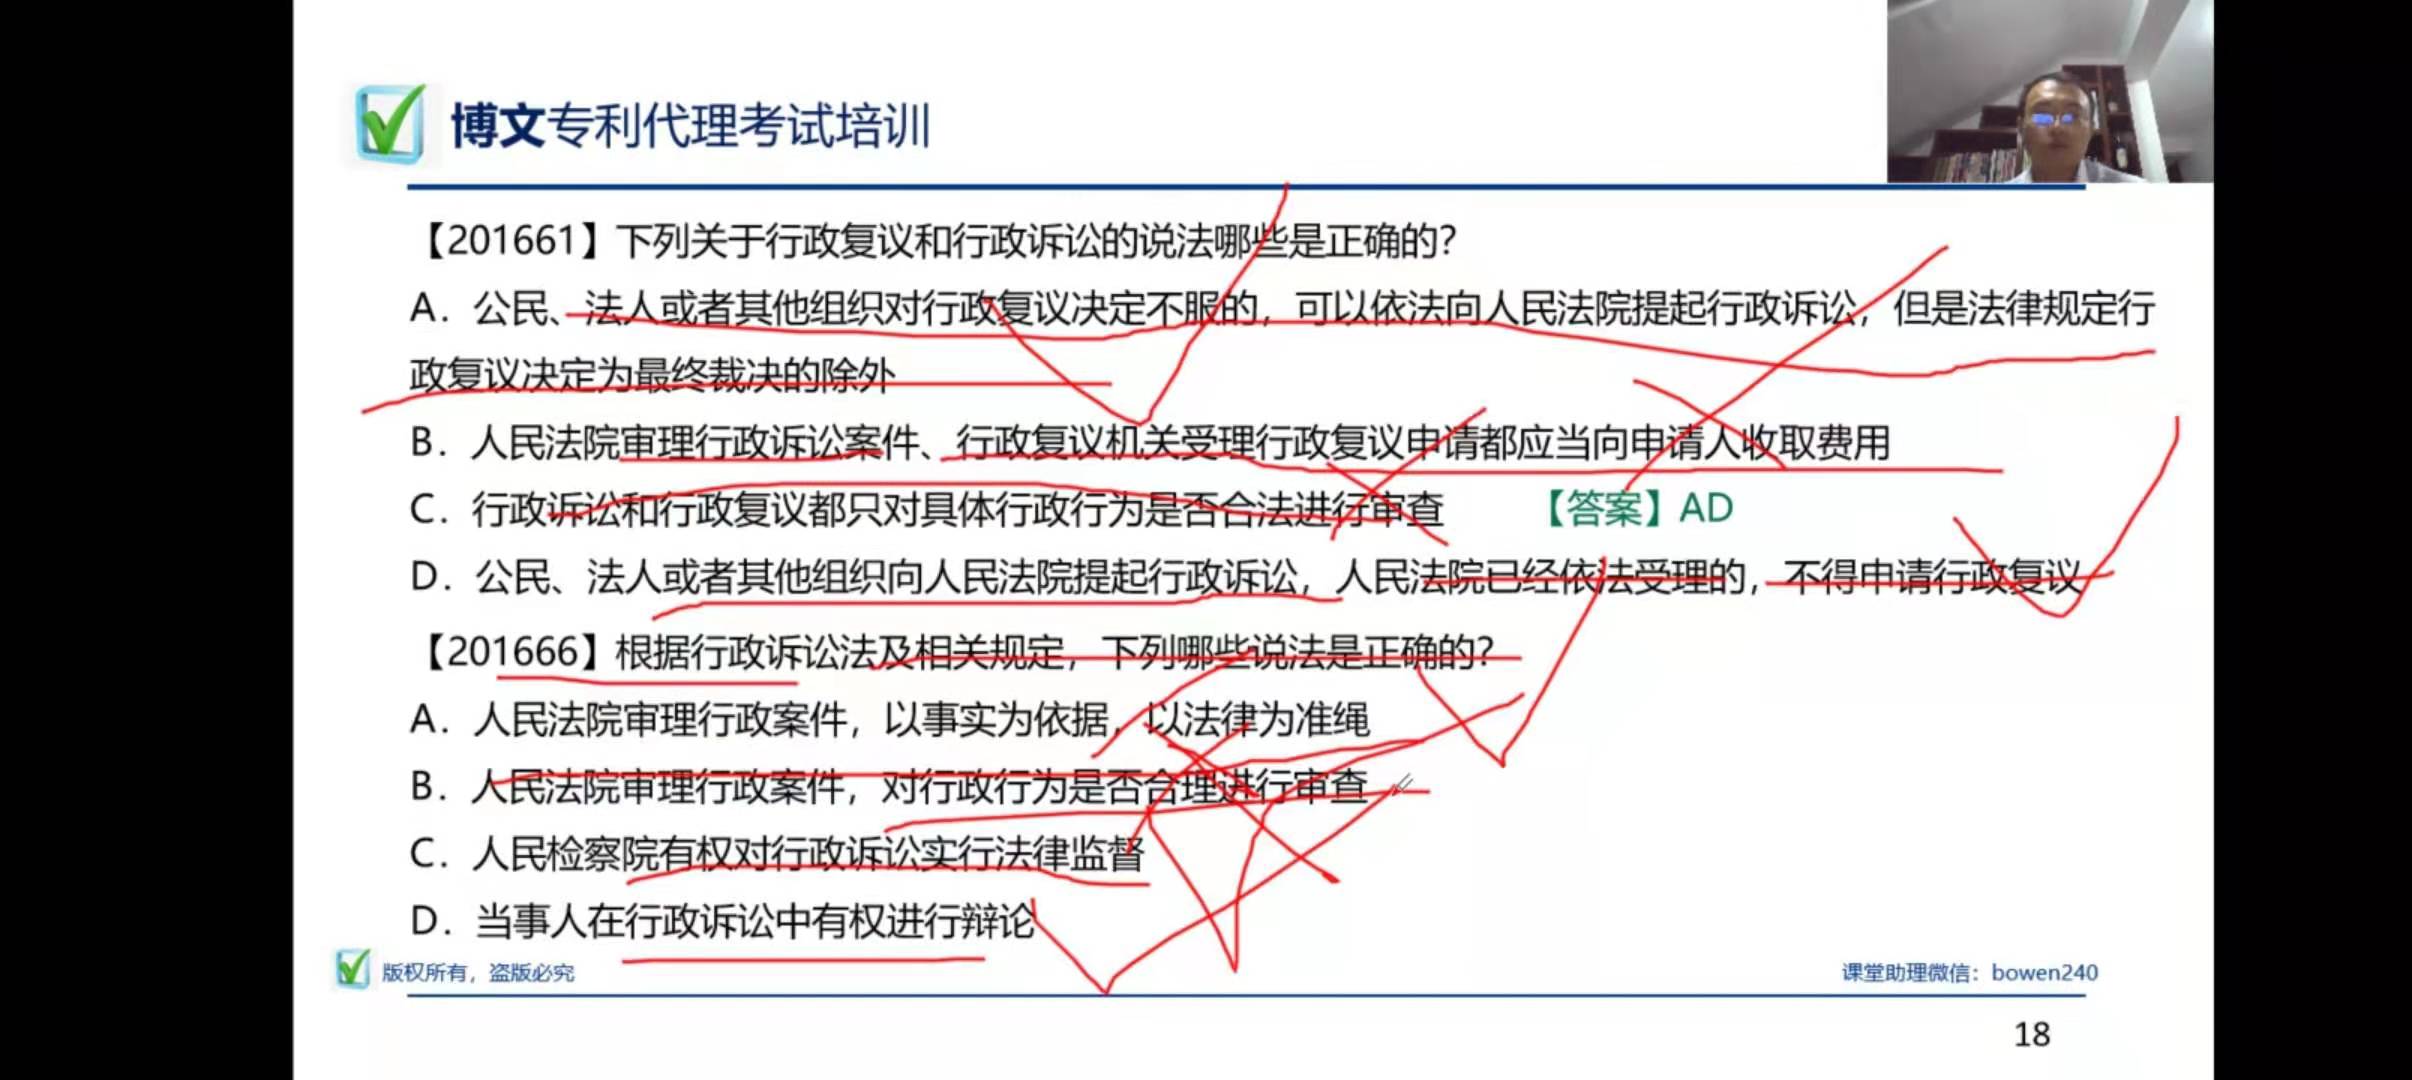 博文专利代理考试培训
【201661】下列关于行政复议和行政诉讼的说法哪些是正确的?
A．公民、法人或者其他组织对行政复议决定不服的，可以依法向人民法院提起行政诉讼，但是法律规定行
政复议决定为最终裁决的除外
B．人民法院审理行政诉讼案件、行政复议机关受理行政复议申请都应当向申请人收取费用
C．行政诉讼和行政复议都只对具体行政行为是否合法进行审查 【答案】AD
D．公民、法人或者其他组织向人民法院提起行政诉讼，人民法院已经依法受理的，不得申请行政复议
【201666】根据行政诉讼法及相关规定，下列哪些说法是正确的?
A．人民法院审理行政案件，以事实为依据，以法律为准绳
B．人民法院审理行政案件，对行政行为是否合理进行审查
C．人民检察院有权对行政诉讼实行法律监督
D．当事人在行政诉讼中有权进行辩论
版权所有，盗版必究 课堂助理微信：bowen240
18